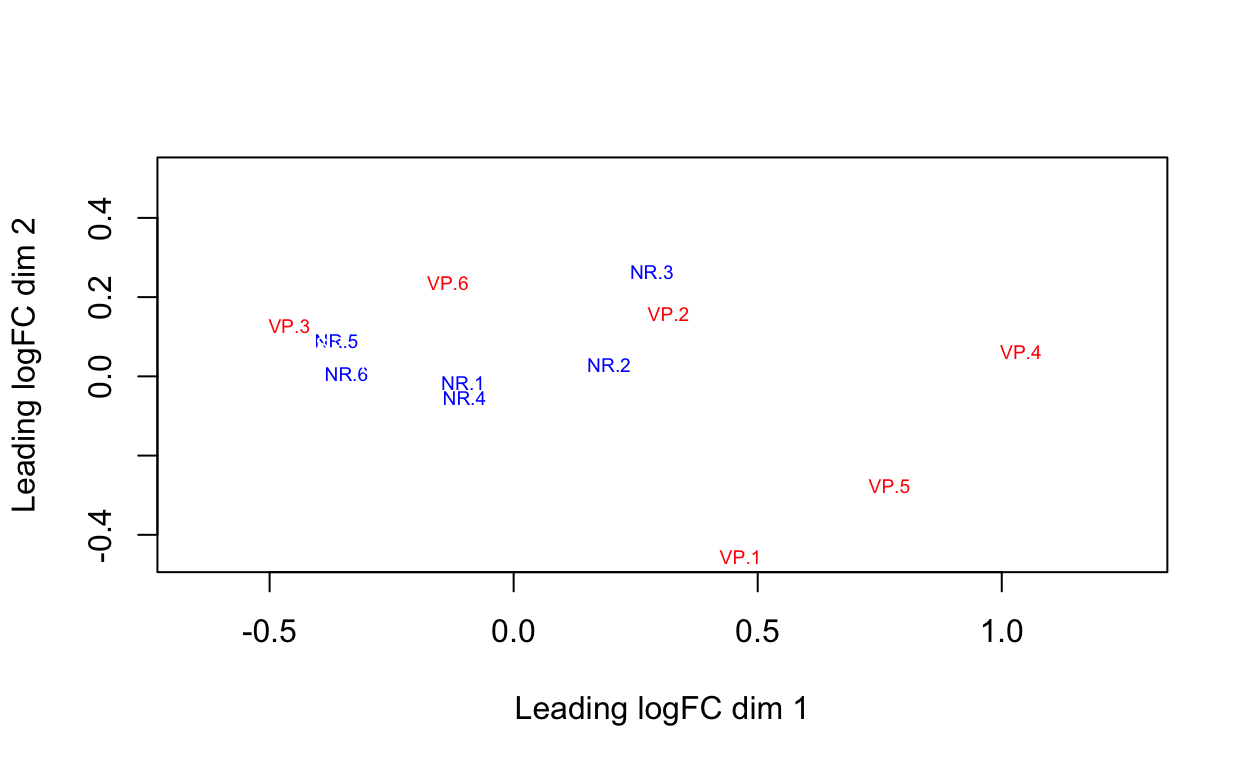 Leading logFC dim 2
0.4
0.2
0.0
-0.4
NR.3
VP.6
VP.2
VP.3
NR.5
VP.4
NR.2
NR.6
NR.1
NR.4
VP.5
VP.1
-0.5 0.0 0.5 1.0
Leading logFC dim 1